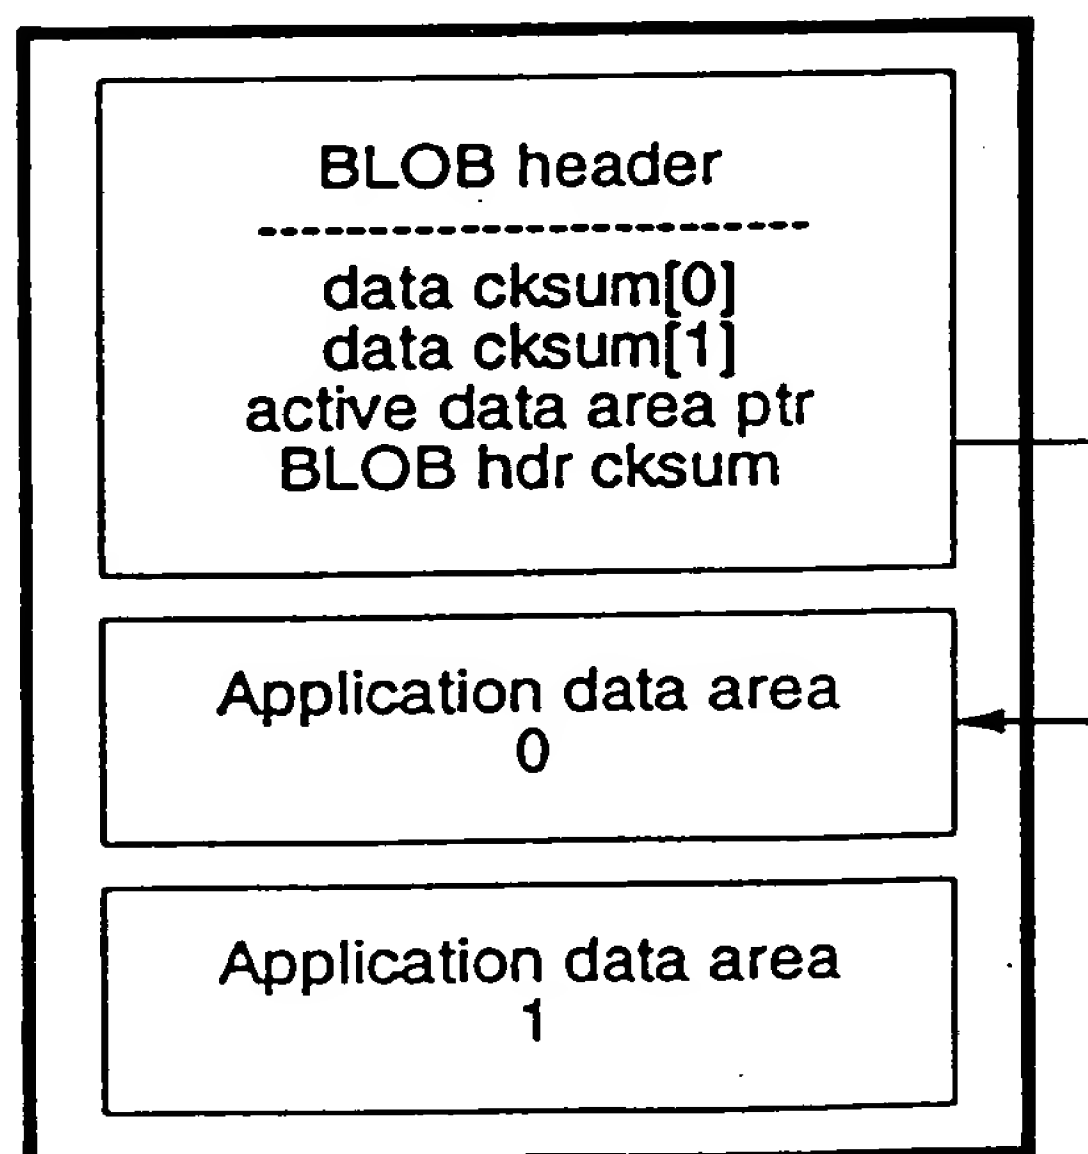 BLOB header
data cksum[0]
data cksum[1]
active data area ptr
BLOB hdr cksum
Application data area
0
Application data area
1